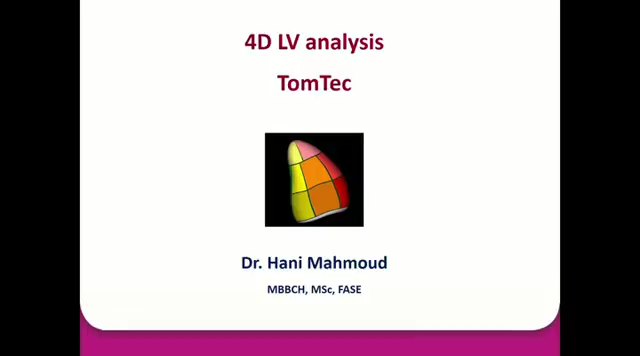 4D LV analysis
TomTec
Dr. Hani Mahmoud
MBBCH, MSc, FASE